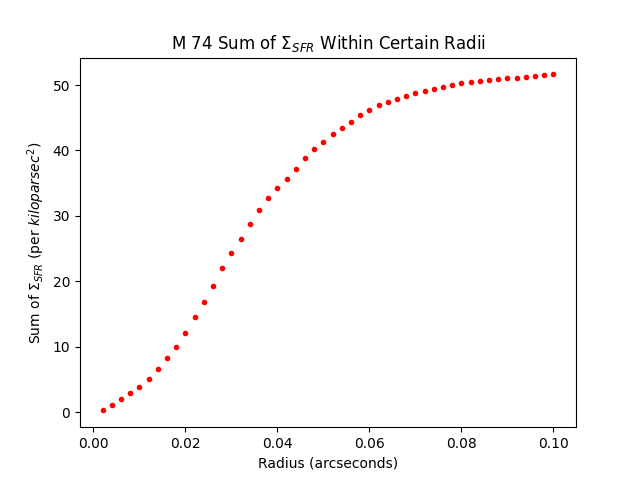 M 74 Sum of Σ_SFR Within Certain Radii
Sum of Σ_SFR (per kiloparsec²)
50
40
30
20
10
0
0.00 0.02 0.04 0.06 0.08 0.10
Radius (arcseconds)